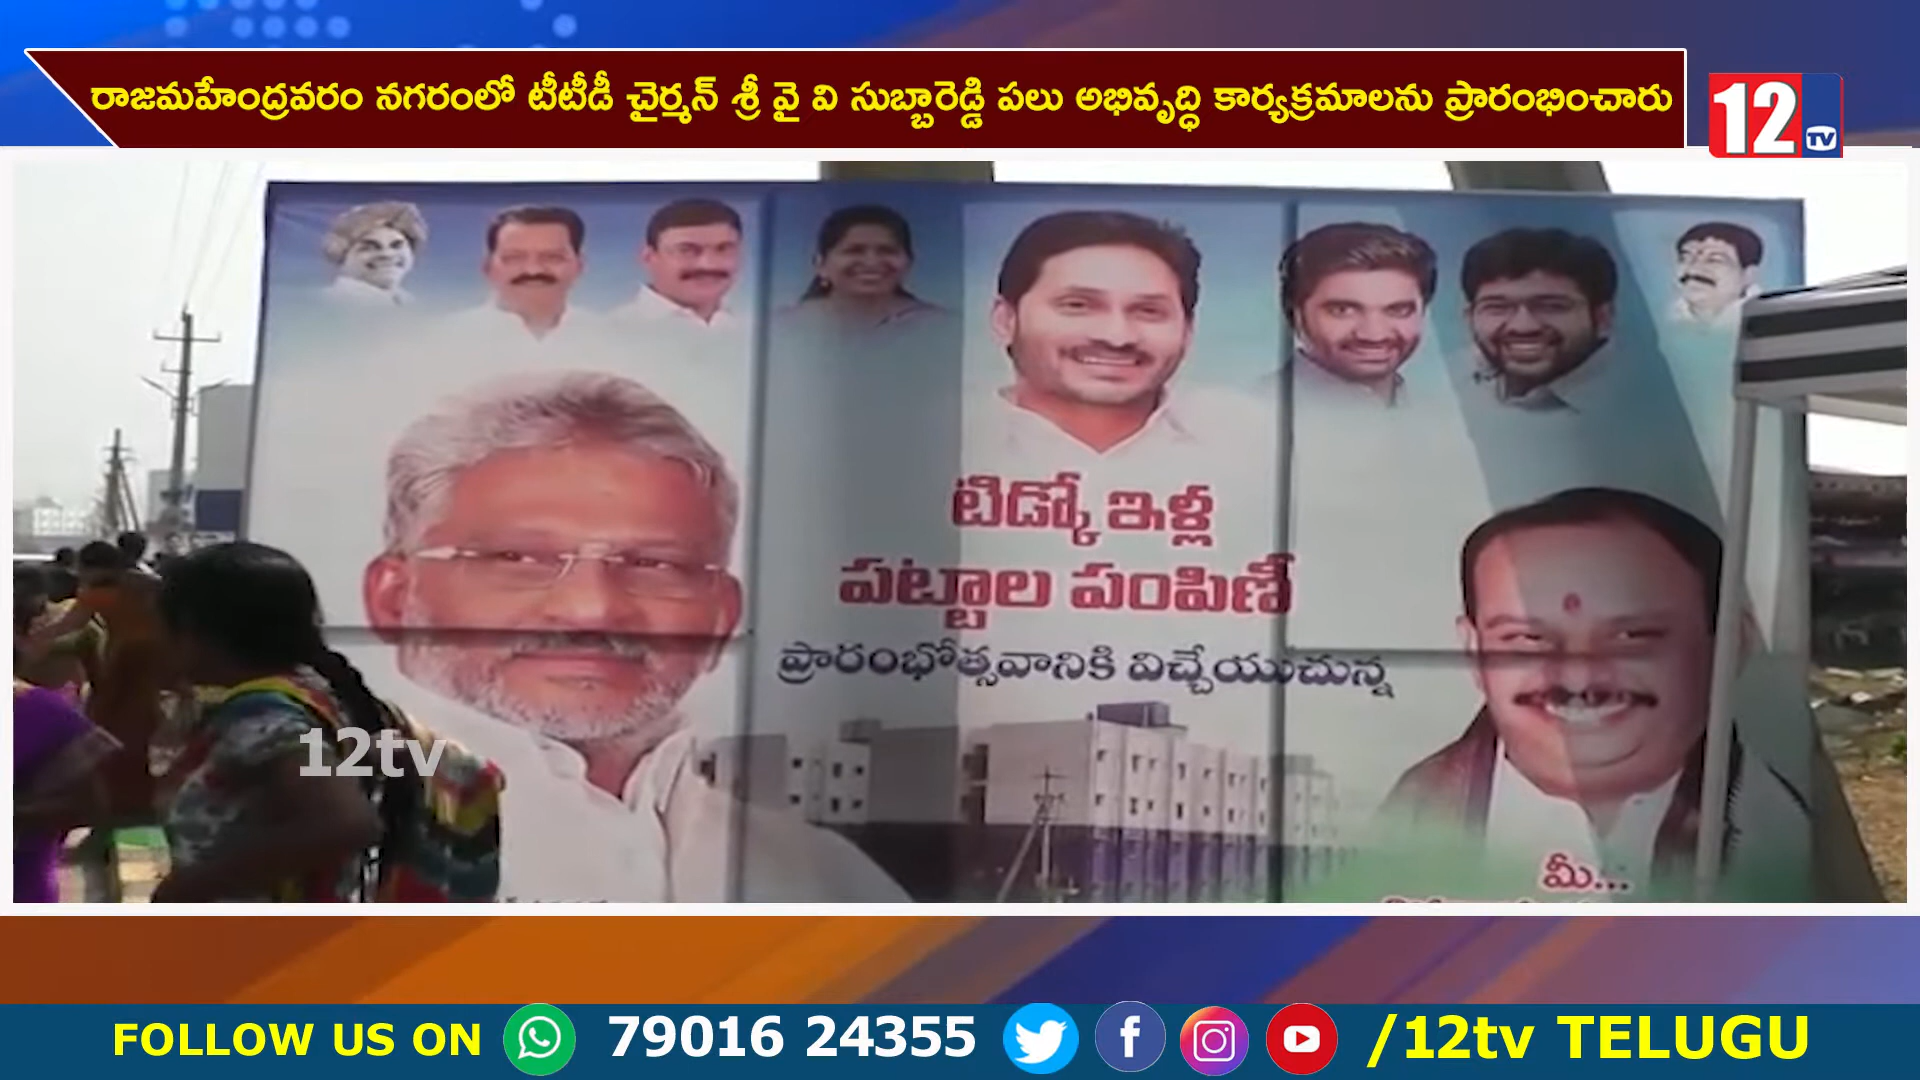 రాజమహేంద్రవరం నగరంలో టీటీడీ చైర్మన్ శ్రీ వై వి సుబ్బారెడ్డి పలు అభివృద్ధి కార్యక్రమాలను ప్రారంభించారు
12 TV
టిడ్కో ఇళ్ల
పట్టాల పంపిణీ
ప్రారంభోత్సవానికి విచ్చేయుచున్న
12tv
మీ...
FOLLOW US ON 79016 24355 /12tv TELUGU